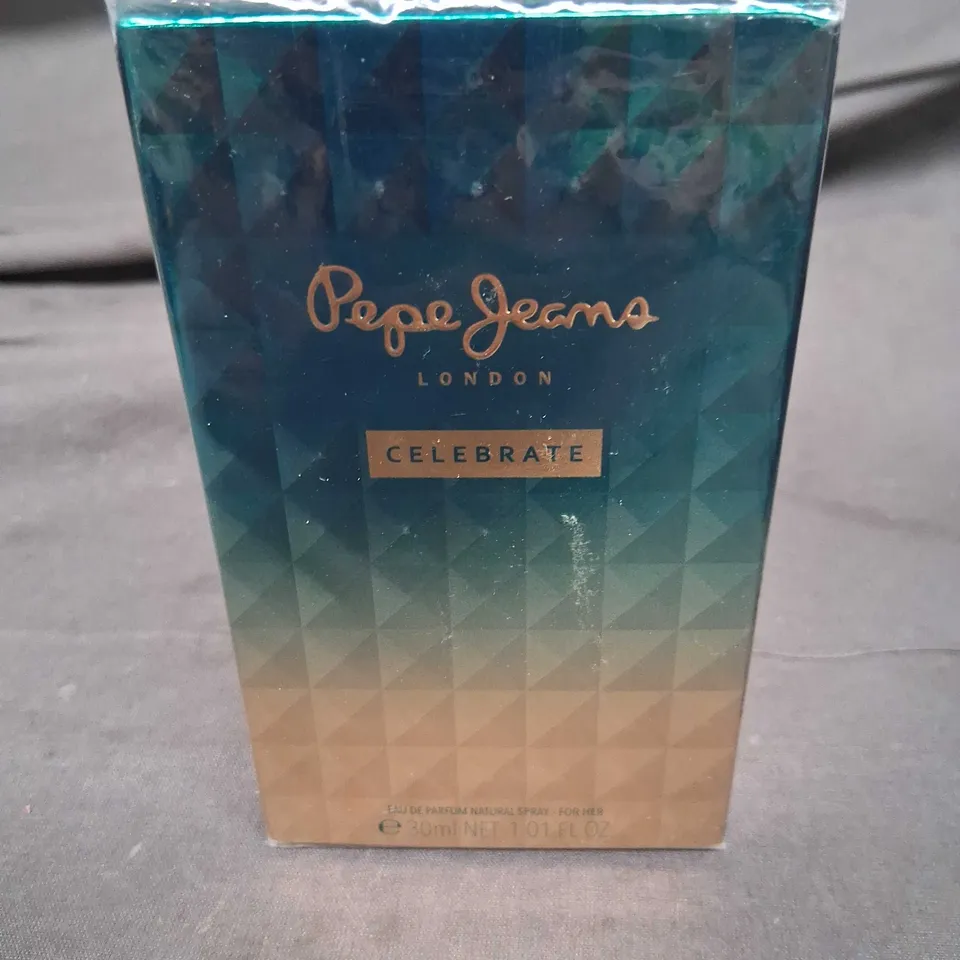 Pepe Jeans
LONDON
CELEBRATE
EAU DE PARFUM NATURAL SPRAY - FOR HER
℮ 30ml NET 1.01 FL OZ